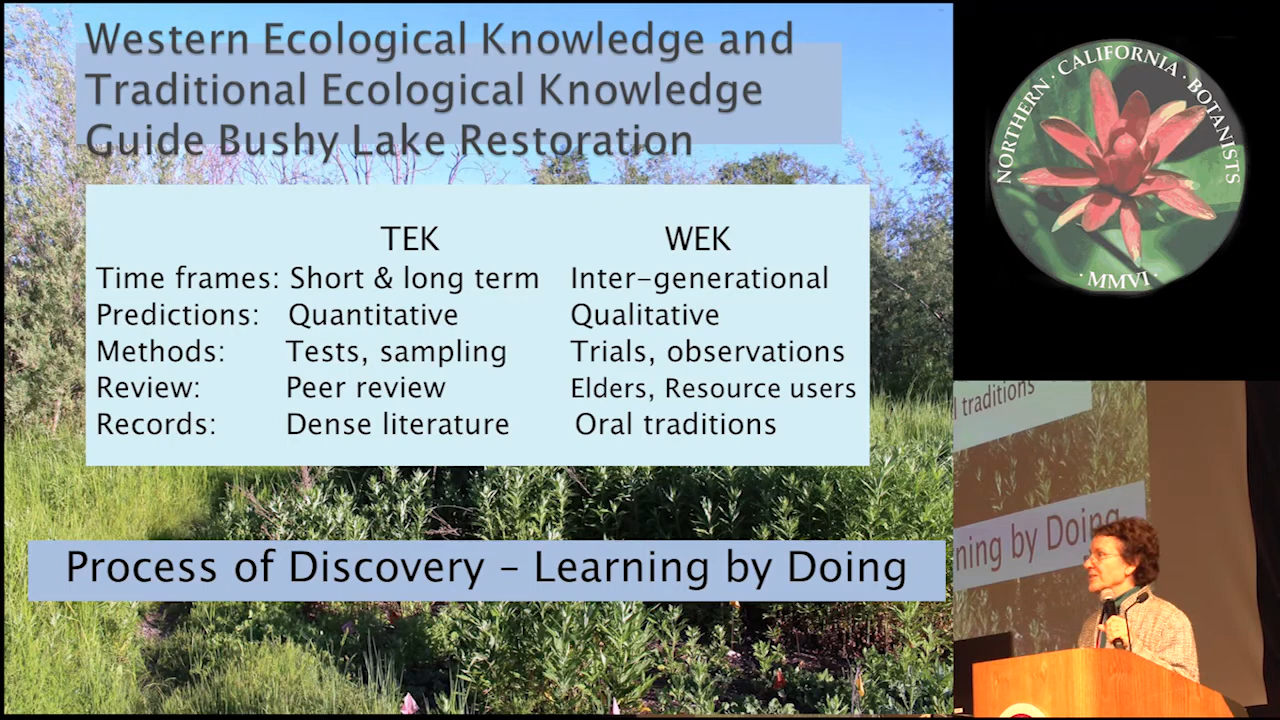 Western Ecological Knowledge and
Traditional Ecological Knowledge
Guide Bushy Lake Restoration
TEK WEK
Time frames: Short & long term Inter-generational
Predictions: Quantitative Qualitative
Methods: Tests, sampling Trials, observations
Review: Peer review Elders, Resource users
Records: Dense literature Oral traditions
Process of Discovery – Learning by Doing
NORTHERN · CALIFORNIA · BOTANISTS
· MMVI ·
l traditions
ning by Doing